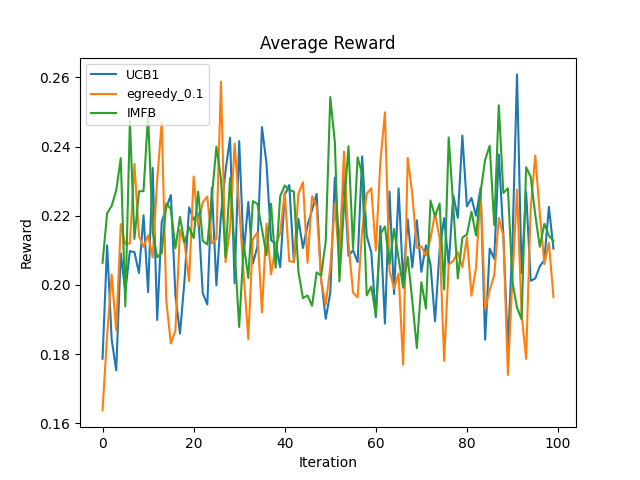 Average Reward
UCB1
egreedy_0.1
IMFB
0.26
0.24
0.22
0.20
0.18
0.16
Reward
0 20 40 60 80 100
Iteration